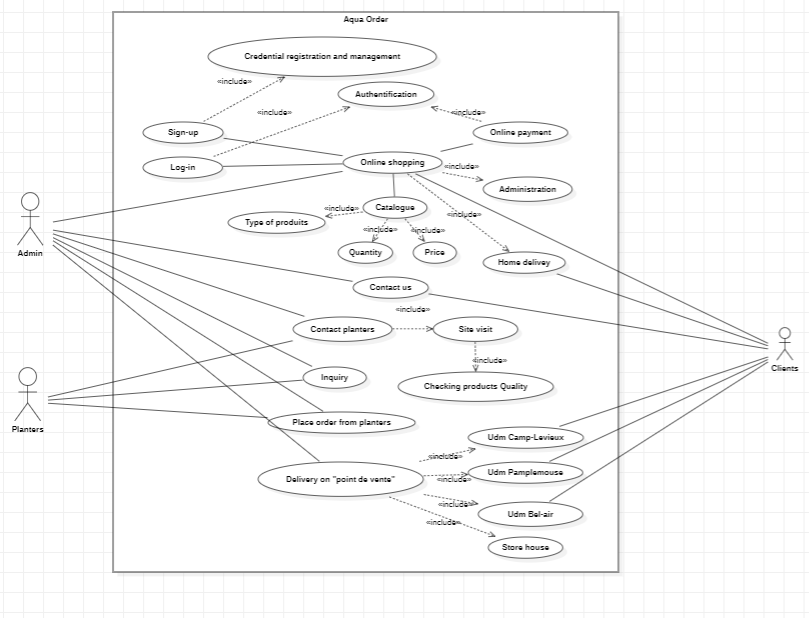 Aqua Order
Credential registration and management
«include»
Authentification
«include»
«include»
Sign-up
Online payment
Online shopping
Log-in
«include»
Administration
Catalogue
«include»
«include»
Type of produits
«include»
«include»
Quantity
Price
Home delivey
Admin
Contact us
«include»
Contact planters
Site visit
«include»
Clients
Inquiry
Checking products Quality
Place order from planters
Planters
Udm Camp-Levieux
«include»
Udm Pamplemouse
Delivery on "point de vente"
«include»
«include»
Udm Bel-air
«include»
Store house